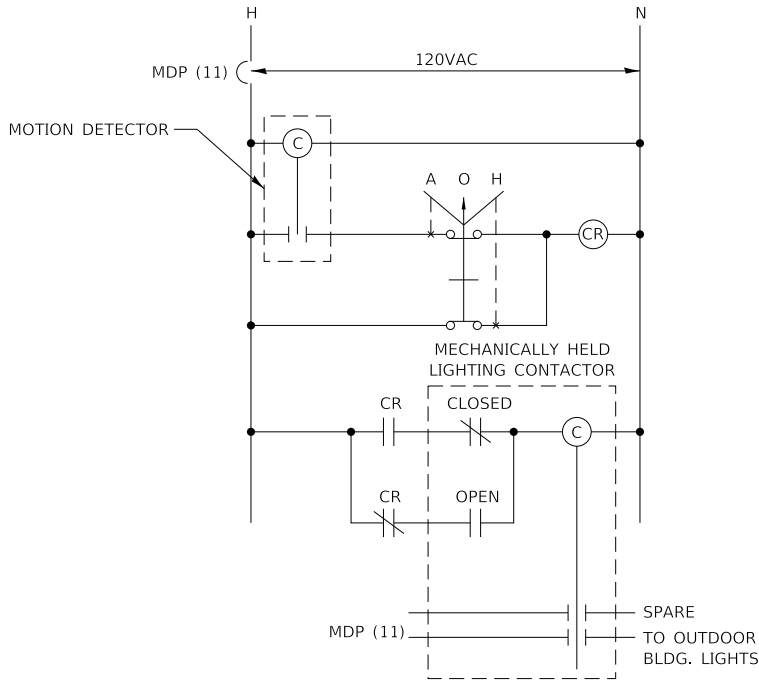 H N
MDP (11)
120VAC
MOTION DETECTOR
C
A O H
CR
MECHANICALLY HELD
LIGHTING CONTACTOR
CR CLOSED
C
CR OPEN
SPARE
MDP (11)
TO OUTDOOR
BLDG. LIGHTS